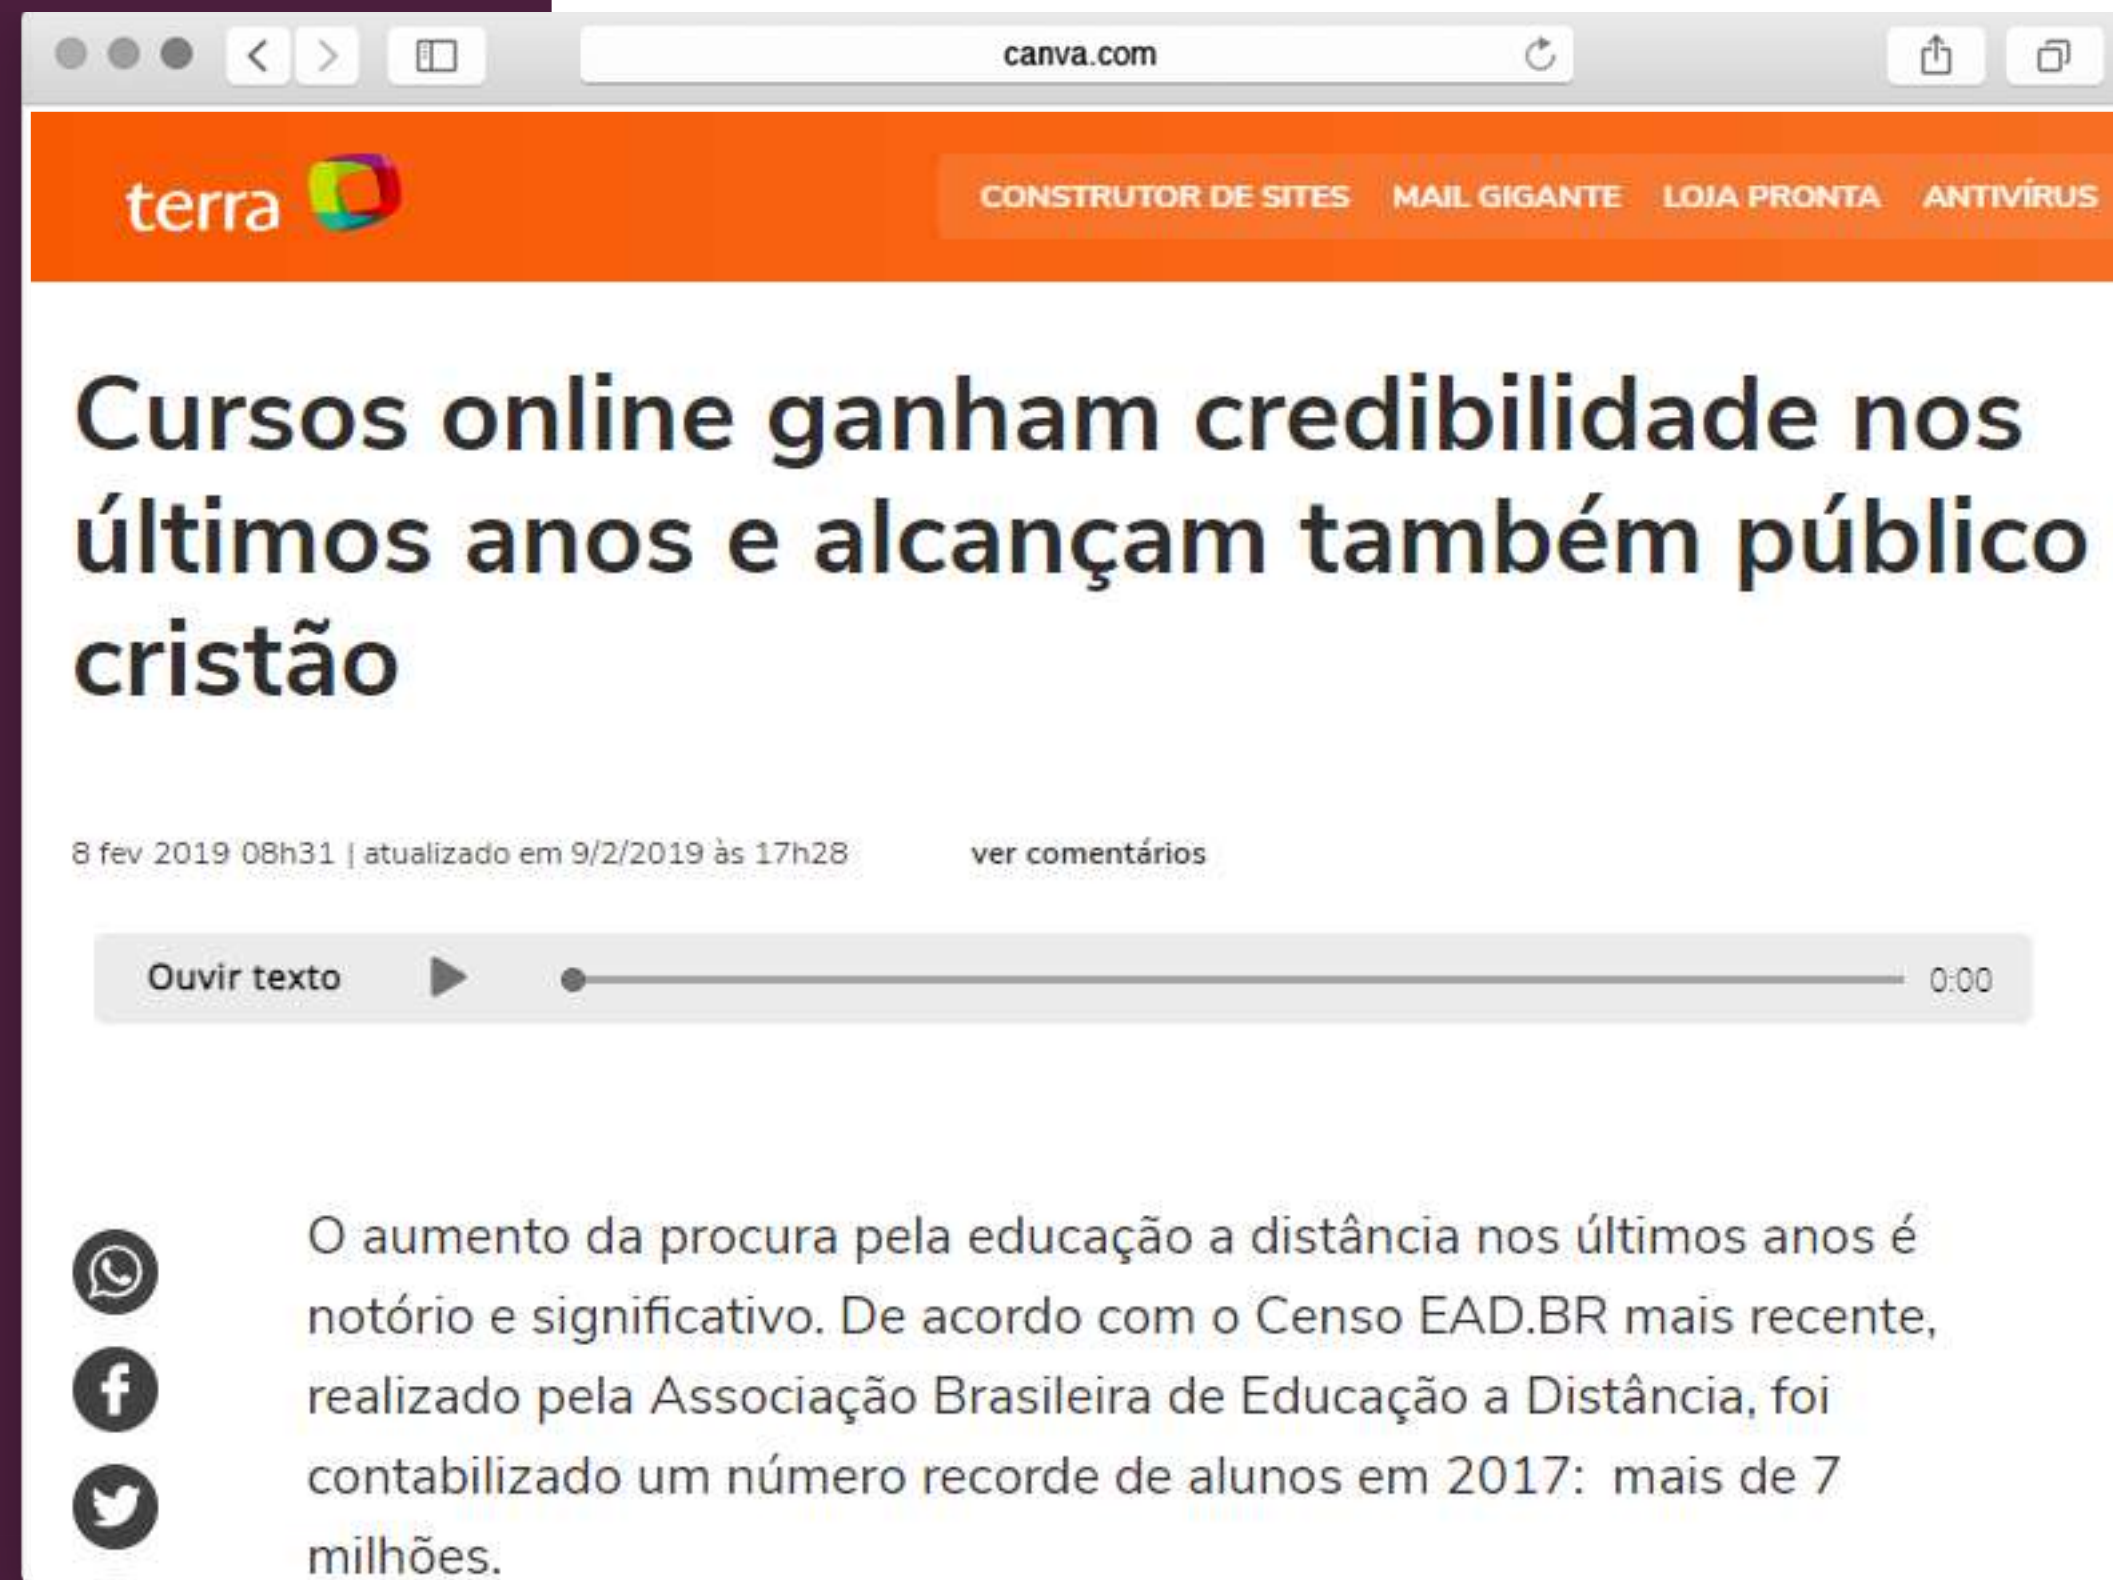 canva.com
terra
CONSTRUTOR DE SITES MAIL GIGANTE LOJA PRONTA ANTIVÍRUS
Cursos online ganham credibilidade nos
últimos anos e alcançam também público
cristão
8 fev 2019 08h31 | atualizado em 9/2/2019 às 17h28 ver comentários
Ouvir texto 0:00
O aumento da procura pela educação a distância nos últimos anos é
notório e significativo. De acordo com o Censo EAD.BR mais recente,
realizado pela Associação Brasileira de Educação a Distância, foi
contabilizado um número recorde de alunos em 2017: mais de 7
milhões.